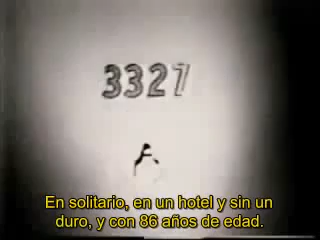 3327
En solitario, en un hotel y sin un
duro, y con 86 años de edad.